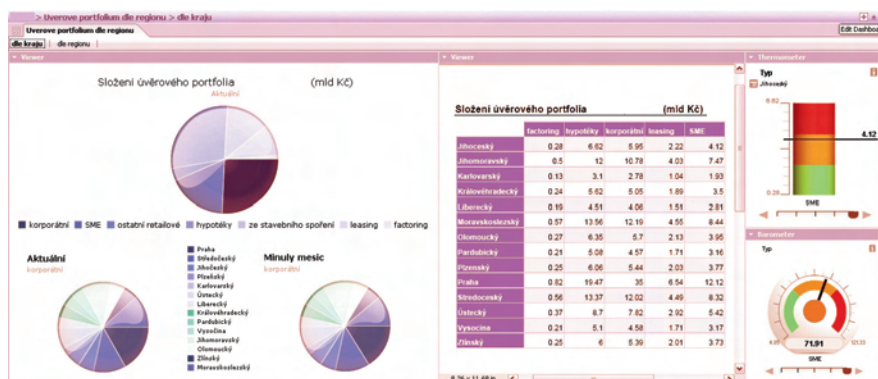 > Uverove portfolium dle regionu > dle kraju
Uverove portfolium dle regionu
Edit Dashboa
dle kraju | dle regionu |
Viewer
Složení úvěrového portfolia (mld Kč)
Aktuální
korporátní SME ostatní retailové hypotéky ze stavebního spoření leasing factoring
Aktuální
korporátní
Praha
Středočeský
Jihočeský
Plzeňský
Karlovarský
Ústecký
Liberecký
Královéhradecký
Pardubický
Vysočina
Jihomoravský
Olomoucký
Zlínský
Moravskoslezský
Minuly mesic
korporátní
Viewer
Složení úvěrového portfolia (mld Kč)
factoring hypotéky korporátní leasing SME
Jihoceský 0.28 6.62 5.95 2.22 4.12
Jihomoravský 0.5 12 10.78 4.03 7.47
Karlovarský 0.13 3.1 2.78 1.04 1.93
Královéhradecký 0.24 5.62 5.05 1.89 3.5
Liberecký 0.19 4.51 4.06 1.51 2.81
Moravskoslezský 0.57 13.56 12.19 4.55 8.44
Olomoucký 0.27 6.35 5.7 2.13 3.95
Pardubický 0.21 5.08 4.57 1.71 3.16
Plzenský 0.25 6.06 5.44 2.03 3.77
Praha 0.82 19.47 35 6.54 12.12
Stredoceský 0.56 13.37 12.02 4.49 8.32
Ústecký 0.37 8.7 7.82 2.92 5.42
Vysocina 0.21 5.1 4.58 1.71 3.17
Zlínský 0.25 6 5.39 2.01 3.73
Thermometer
Typ
Jihoceský
6.62
4.12
0.28
SME
Barometer
Typ
71,91
SME